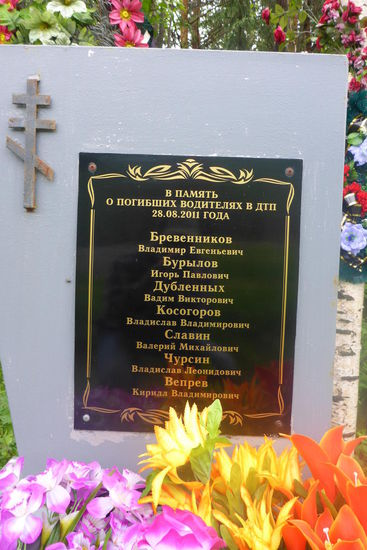 В ПАМЯТЬ
О ПОГИБШИХ ВОДИТЕЛЯХ В ДТП
28.08.2011 ГОДА
Бревенников
Владимир Евгеньевич
Бурылов
Игорь Павлович
Дубленных
Вадим Викторович
Косогоров
Владислав Владимирович
Славин
Валерий Михайлович
Чурсин
Владислав Леонидович
Вепрев
Кирилл Владимирович